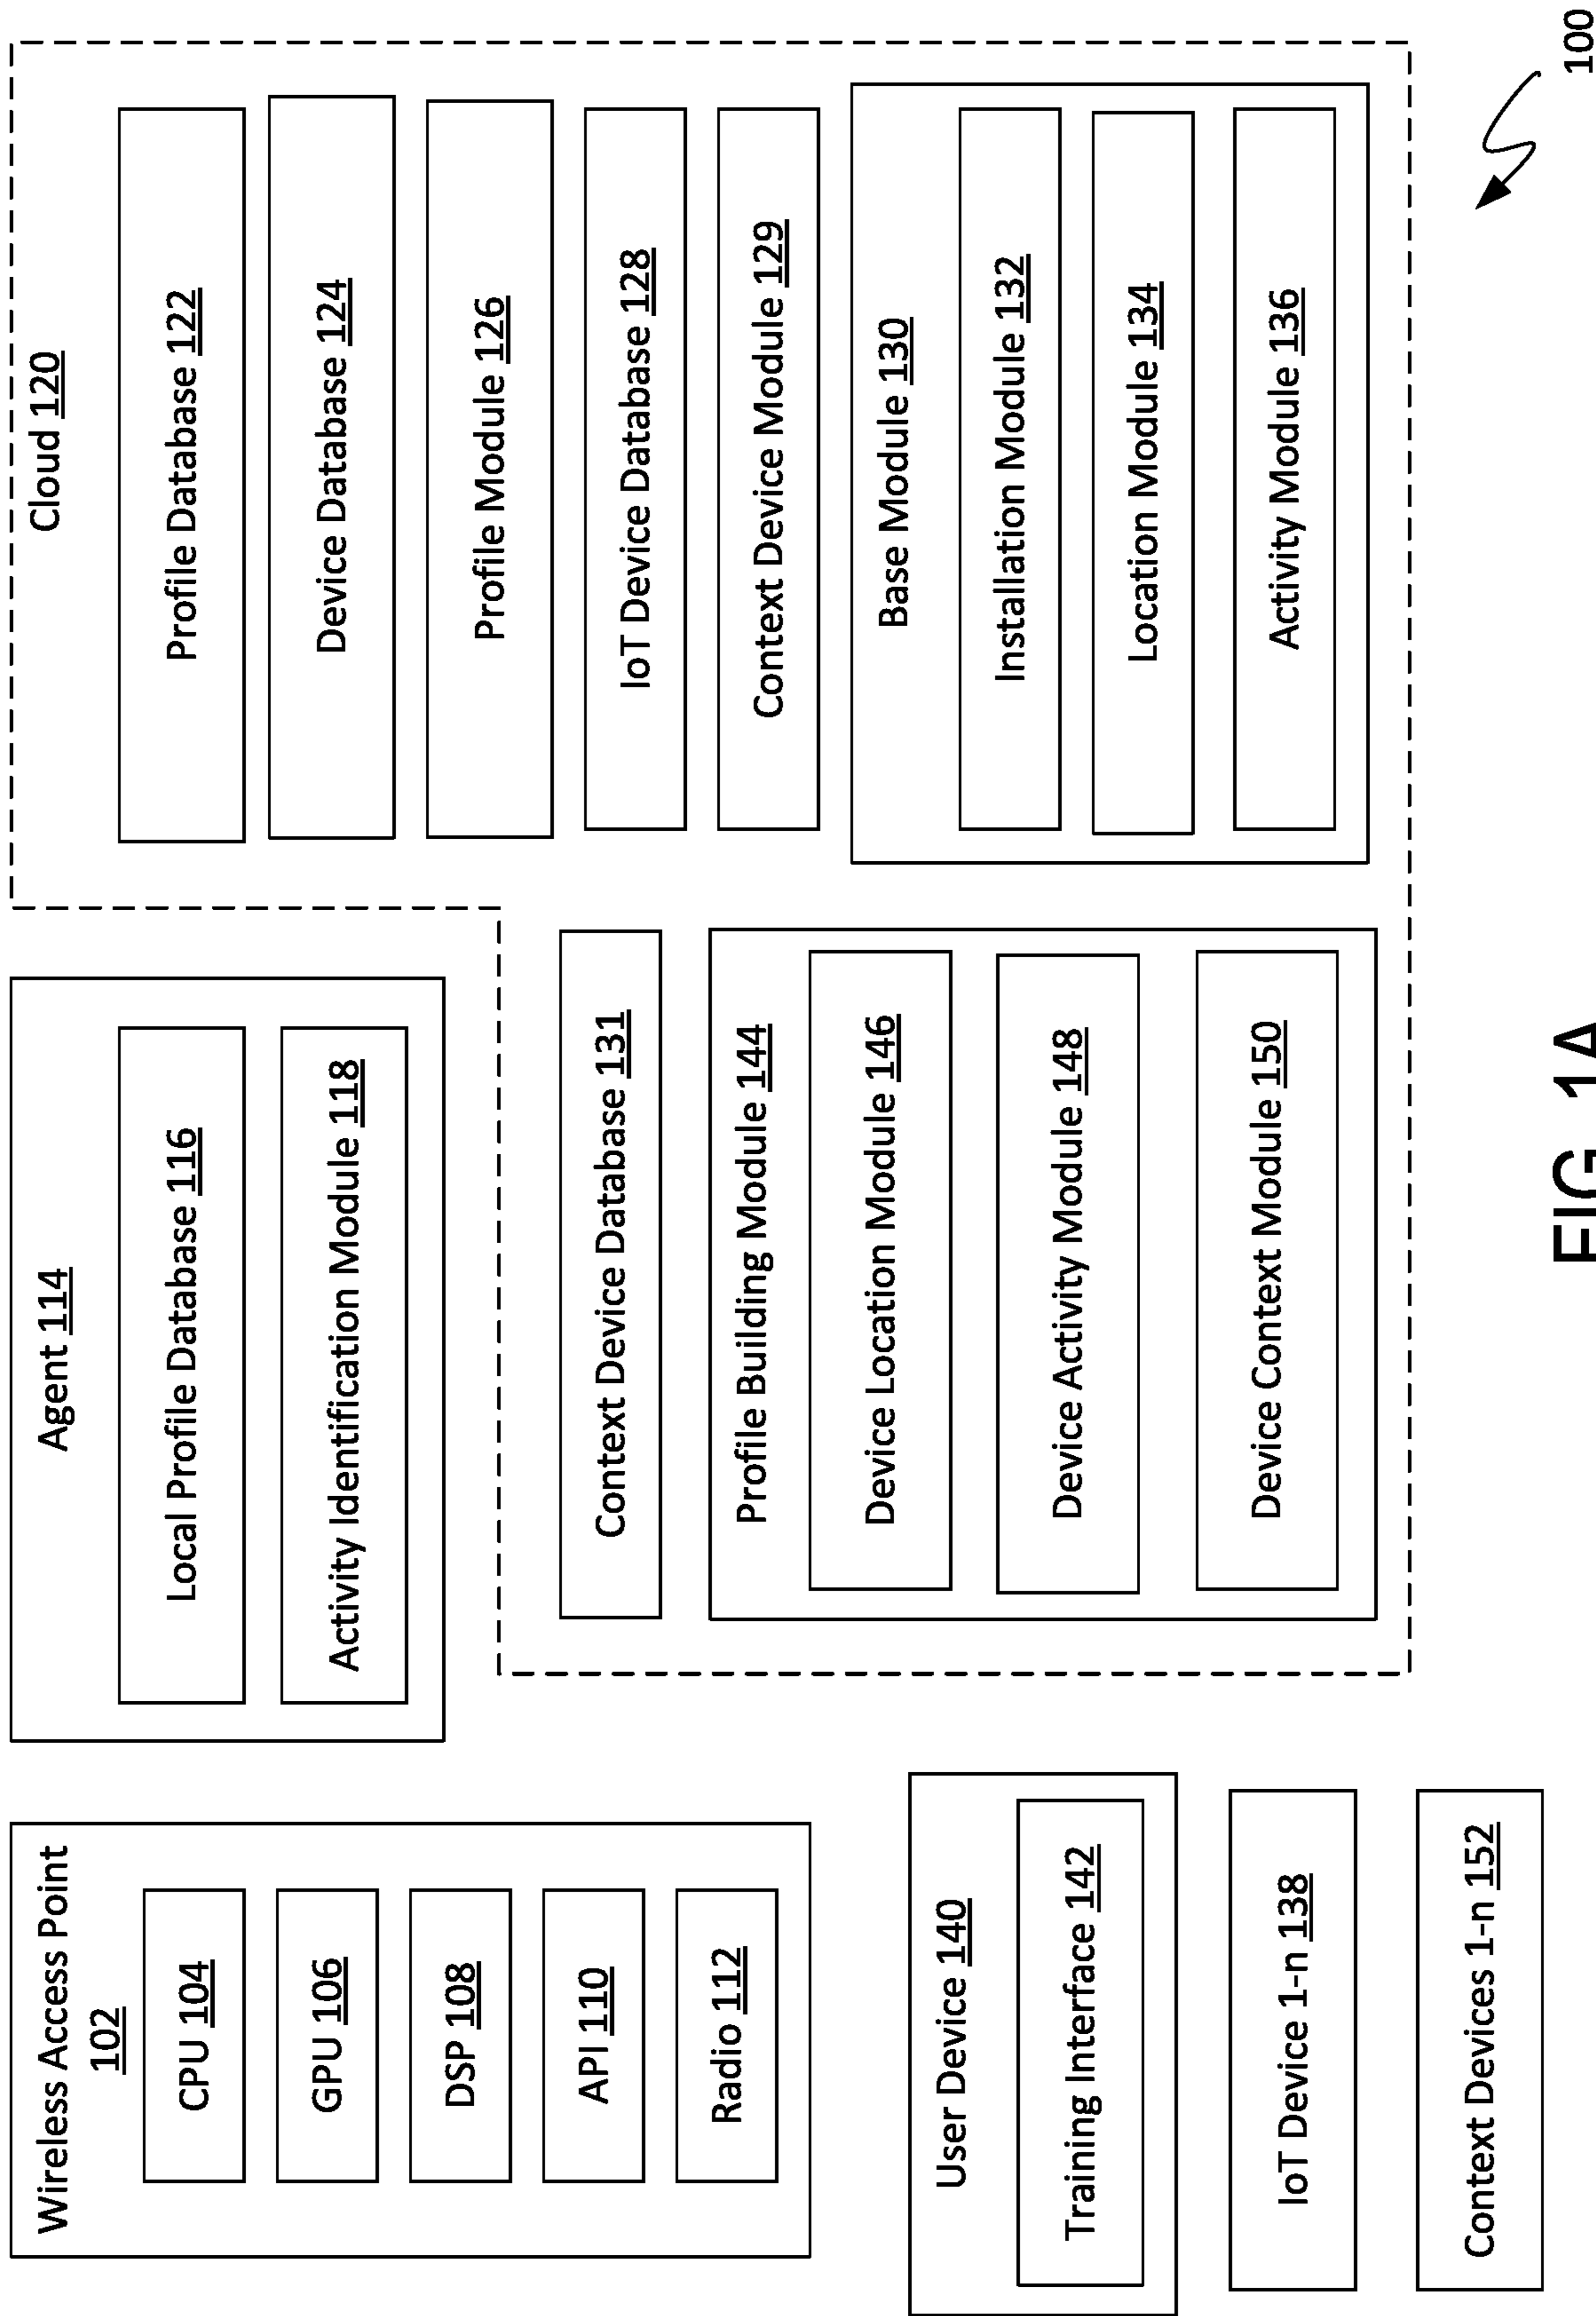 Wireless Access Point
102
CPU 104
GPU 106
DSP 108
API 110
Radio 112
User Device 140
Training Interface 142
IoT Device 1-n 138
Context Devices 1-n 152
Agent 114
Local Profile Database 116
Activity Identification Module 118
Context Device Database 131
Profile Building Module 144
Device Location Module 146
Device Activity Module 148
Device Context Module 150
Cloud 120
Profile Database 122
Device Database 124
Profile Module 126
IoT Device Database 128
Context Device Module 129
Base Module 130
Installation Module 132
Location Module 134
Activity Module 136
100
FIG. 1A